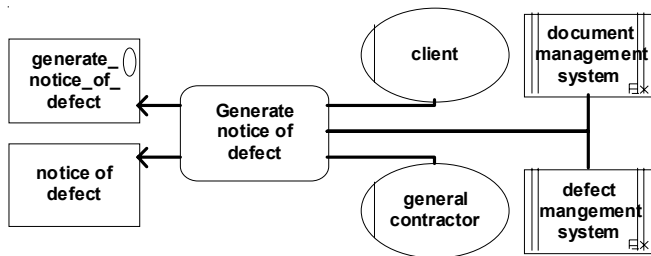 generate_
notice_of_
defect
notice of
defect
Generate
notice of
defect
client
general
contractor
document
management
system
defect
mangement
system